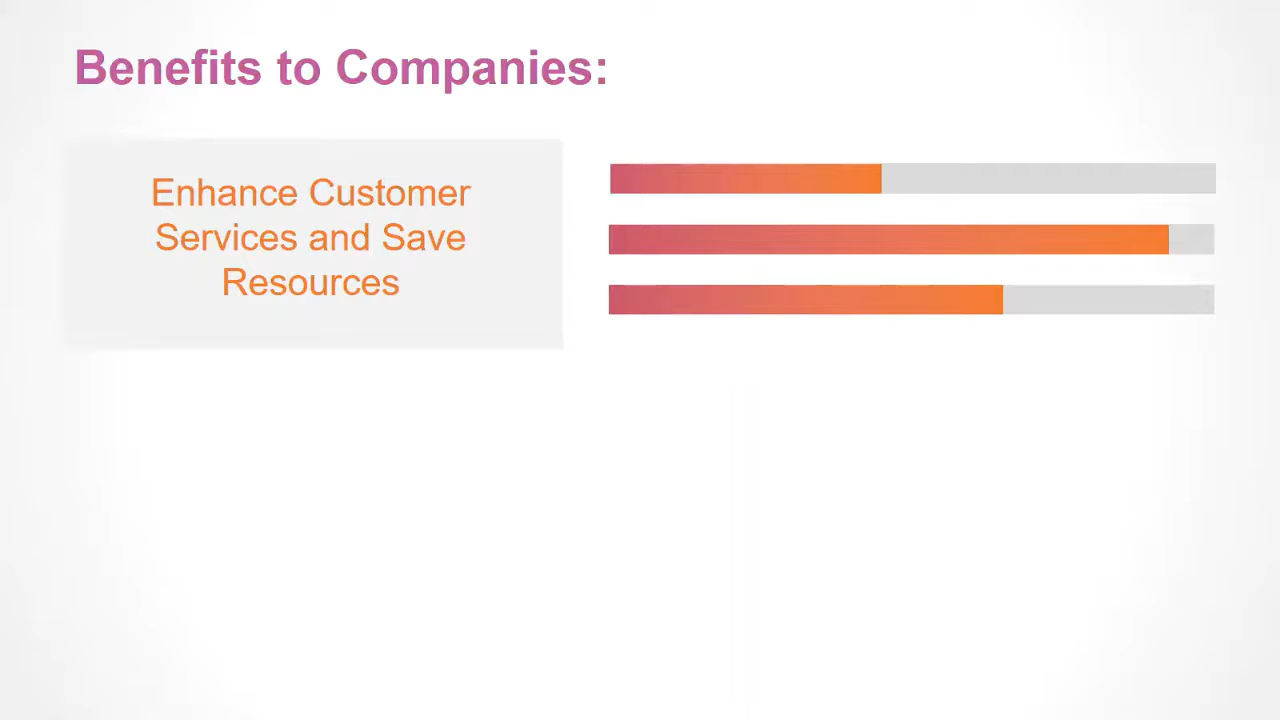 Benefits to Companies:
Enhance Customer
Services and Save
Resources